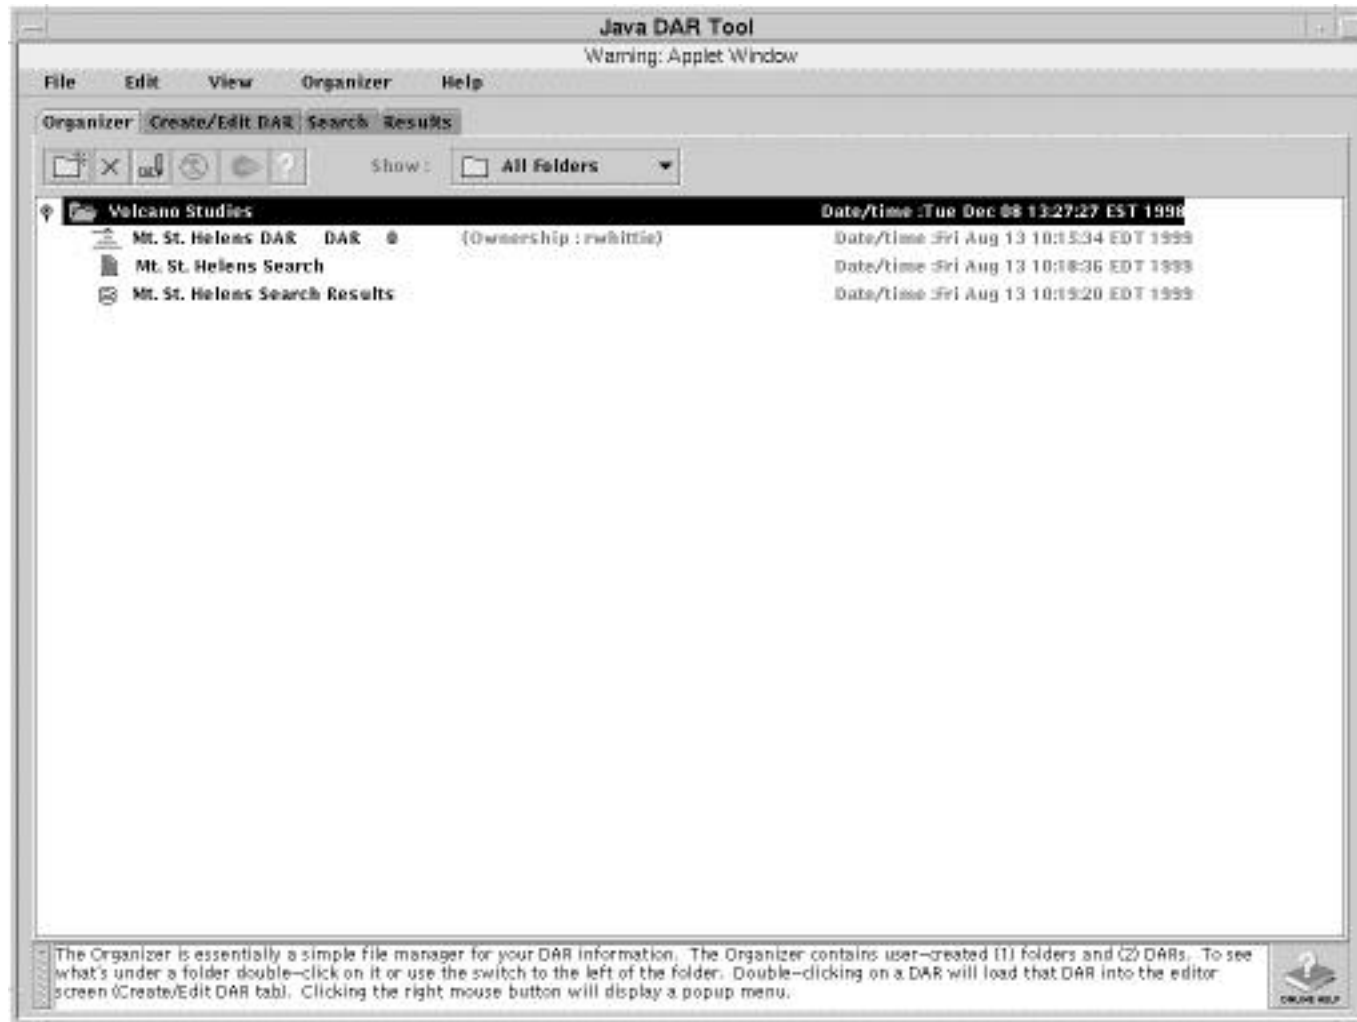 Java DAR Tool
Warning: Applet Window
File Edit View Organizer Help
Organizer Create/Edit DAR Search Results
Show: All Folders
Volcano Studies Date/time :Tue Dec 08 13:27:27 EST 1998
Mt. St. Helens DAR DAR 0 (Ownership : rwhittie) Date/time :Fri Aug 13 10:15:34 EDT 1999
Mt. St. Helens Search Date/time :Fri Aug 13 10:18:36 EDT 1999
Mt. St. Helens Search Results Date/time :Fri Aug 13 10:19:20 EDT 1999
The Organizer is essentially a simple file manager for your DAR information. The Organizer contains user-created (1) folders and (2) DARs. To see
what's under a folder double-click on it or use the switch to the left of the folder. Double-clicking on a DAR will load that DAR into the editor
screen (Create/Edit DAR tab). Clicking the right mouse button will display a popup menu.
ONLINE HELP